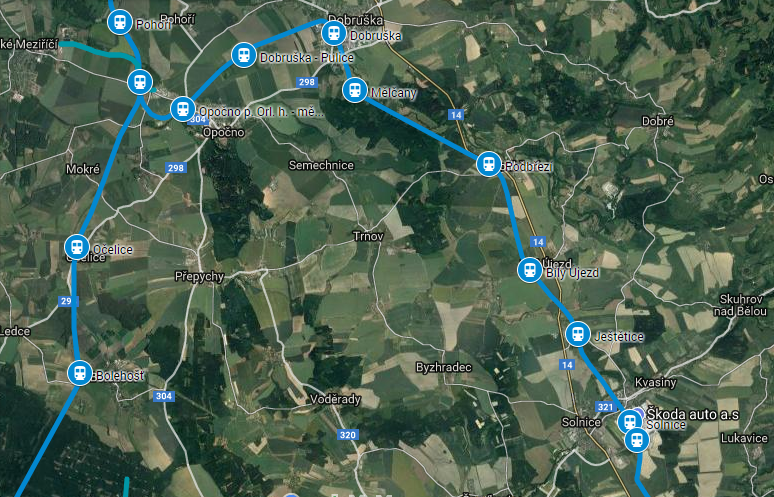 Pohoří
Pohoří
Dobruška
Dobruška
ké Meziříčí
Dobruška - Pulice
298
Mělčany
Opočno p. Orl. h. - mě...
304
14
Dobré
Opočno
Mokré
298
Semechnice
Podbřezí
Os
Trnov
14
Očelice
Újezd
Bílý Újezd
Přepychy
29
Skuhrov
nad Bělou
Ledce
Ještětice
Byzhradec
14
Bolehošť
Kvasiny
304
Voděrady
321
Škoda auto a.s
Solnice
Solnice
320
Lukavice